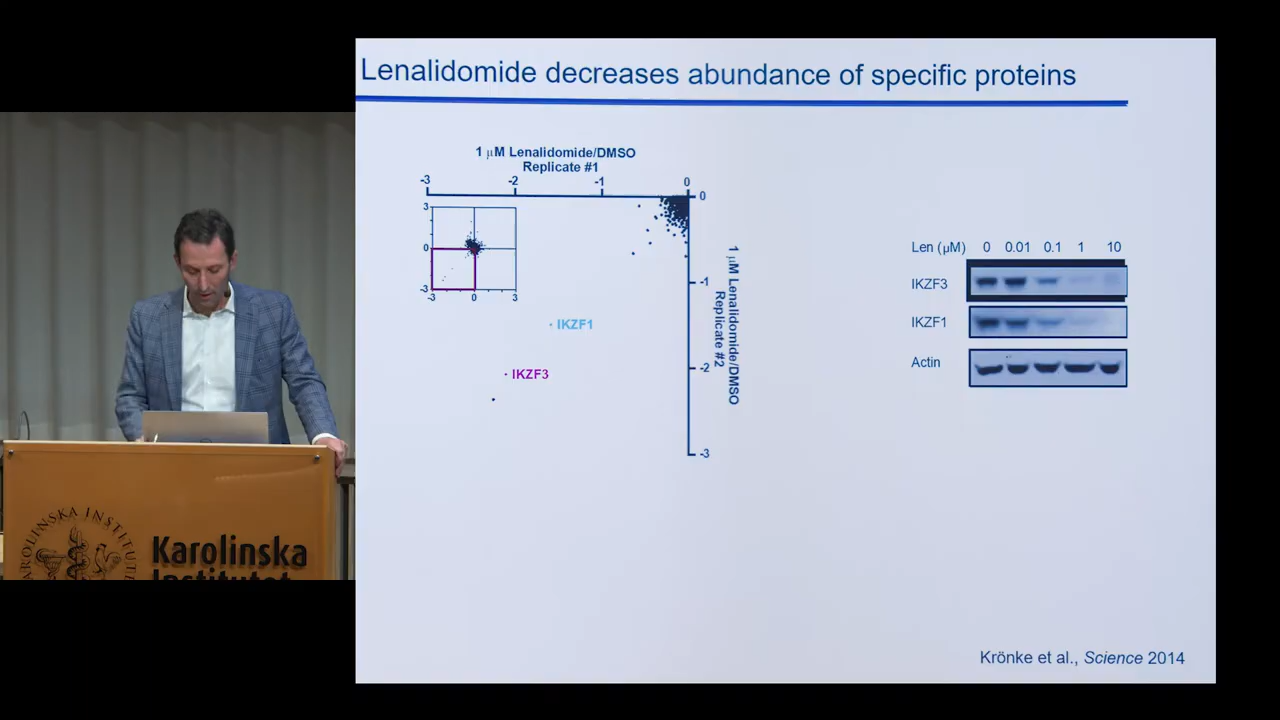 Lenalidomide decreases abundance of specific proteins
1 μM Lenalidomide/DMSO
Replicate #1
-3 -2 -1 0
0
-1
-2
-3
1 μM Lenalidomide/DMSO
Replicate #2
3
0
-3
-3 0 3
IKZF1
IKZF3
Len (μM) 0 0.01 0.1 1 10
IKZF3
IKZF1
Actin
Krönke et al., Science 2014
KAROLINSKA INSTITUTET
Karolinska
Institutet